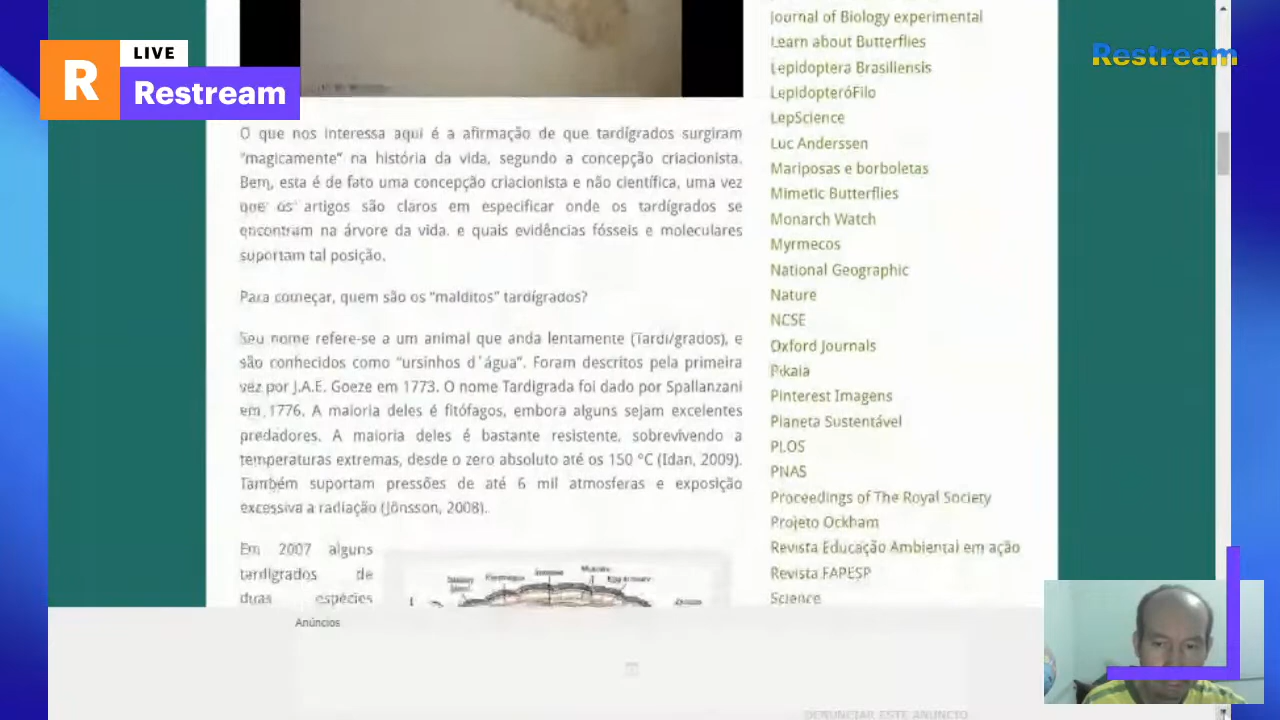 LIVE
R
Restream
Restream
O que nos interessa aqui é a afirmação de que tardígrados surgiram
"magicamente" na história da vida, segundo a concepção criacionista.
Bem, esta é de fato uma concepção criacionista e não científica, uma vez
que os artigos são claros em especificar onde os tardígrados se
encontram na árvore da vida. e quais evidências fósseis e moleculares
suportam tal posição.
Para começar, quem são os "malditos" tardígrados?
Seu nome refere-se a um animal que anda lentamente (Tardi/grados), e
são conhecidos como "ursinhos d´água". Foram descritos pela primeira
vez por J.A.E. Goeze em 1773. O nome Tardigrada foi dado por Spallanzani
em 1776. A maioria deles é fitófagos, embora alguns sejam excelentes
predadores. A maioria deles é bastante resistente, sobrevivendo a
temperaturas extremas, desde o zero absoluto até os 150 °C (Idan, 2009).
Também suportam pressões de até 6 mil atmosferas e exposição
excessiva a radiação (Jönsson, 2008).
Em 2007 alguns
tardigrados de
duas espécies
Anúncios
DENUNCIAR ESTE ANÚNCIO
Journal of Biology experimental
Learn about Butterflies
Lepidoptera Brasiliensis
LepidopteróFilo
LepScience
Luc Anderssen
Mariposas e borboletas
Mimetic Butterflies
Monarch Watch
Myrmecos
National Geographic
Nature
NCSE
Oxford Journals
Pikaia
Pinterest Imagens
Planeta Sustentável
PLOS
PNAS
Proceedings of The Royal Society
Projeto Ockham
Revista Educação Ambiental em ação
Revista FAPESP
Science